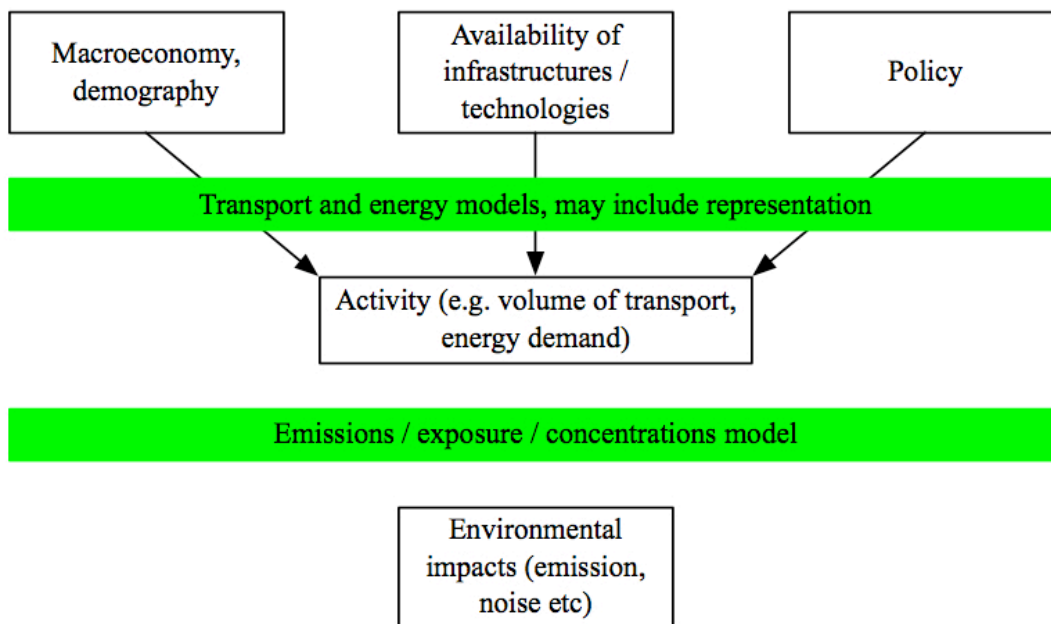 Macroeconomy,
demography
Availability of
infrastructures /
technologies
Policy
Transport and energy models, may include representation
Activity (e.g. volume of transport,
energy demand)
Emissions / exposure / concentrations model
Environmental
impacts (emission,
noise etc)